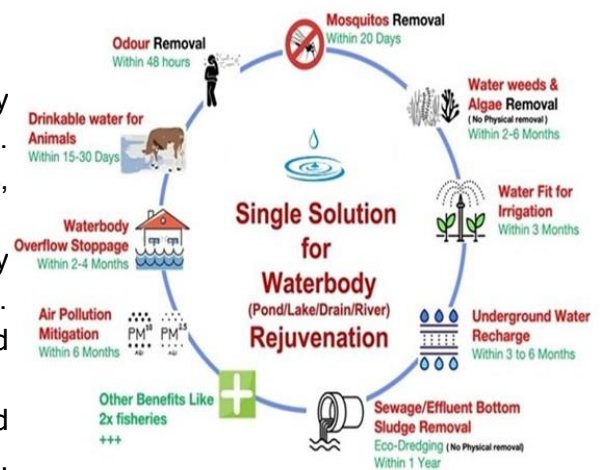 Mosquitos Removal
Within 20 Days
Water weeds &
Algae Removal
( No Physical removal )
Within 2-6 Months
Water Fit for
Irrigation
Within 3 Months
Underground Water
Recharge
Within 3 to 6 Months
Sewage/Effluent Bottom
Sludge Removal
Eco-Dredging ( No Physical removal)
Within 1 Year
Other Benefits Like
2x fisheries
+++
Air Pollution
Mitigation
Within 6 Months
PM10 PM2.5
AQI AQI
Waterbody
Overflow Stoppage
Within 2-4 Months
Drinkable water for
Animals
Within 15-30 Days
Odour Removal
Within 48 hours
Single Solution
for
Waterbody
(Pond/Lake/Drain/River)
Rejuvenation
y
.
,
y
.
d
d
.